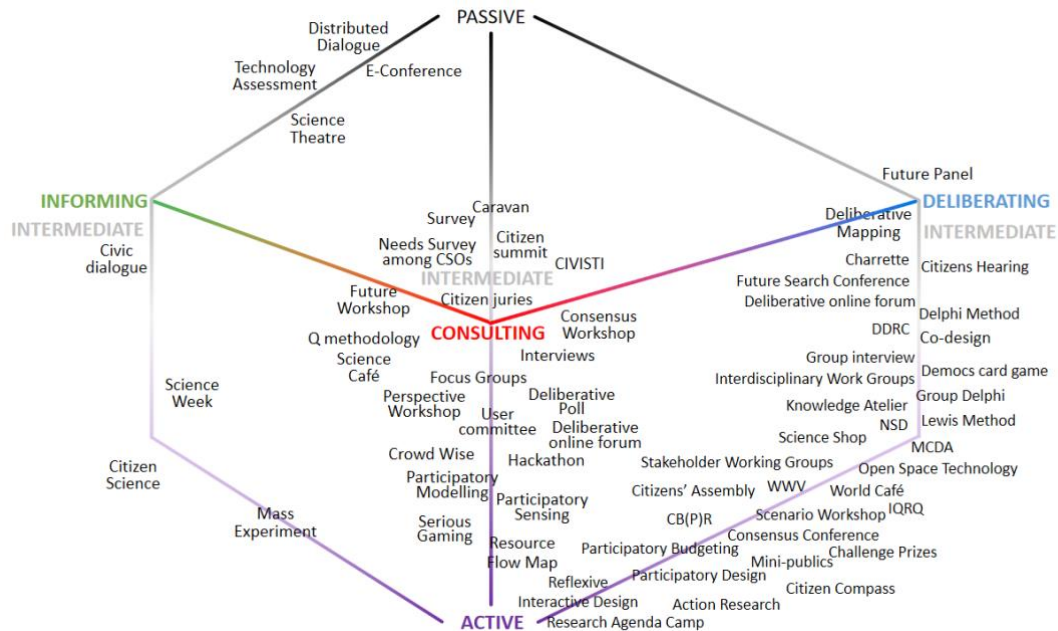 PASSIVE
Distributed
Dialogue
Technology
Assessment
E-Conference
Science
Theatre
Future Panel
INFORMING
DELIBERATING
INTERMEDIATE
INTERMEDIATE
Civic
dialogue
Caravan
Survey
Needs Survey
among CSOs
Citizen
summit
CIVISTI
INTERMEDIATE
Deliberative
Mapping
Charrette
Citizens Hearing
Future Search Conference
Deliberative online forum
Future
Workshop
Citizen juries
CONSULTING
Consensus
Workshop
Delphi Method
DDRC
Co-design
Q methodology
Science
Café
Interviews
Group interview
Democs card game
Interdisciplinary Work Groups
Focus Groups
Perspective
Workshop
Deliberative
Poll
Group Delphi
Knowledge Atelier
Science
Week
User
committee
Deliberative
online forum
NSD
Lewis Method
Science Shop
MCDA
Crowd Wise
Hackathon
Stakeholder Working Groups
Open Space Technology
Citizen
Science
Participatory
Modelling
Participatory
Sensing
Citizens’ Assembly
WWV
World Café
IQRQ
Mass
Experiment
Serious
Gaming
CB(P)R
Scenario Workshop
Consensus Conference
Resource
Flow Map
Participatory Budgeting
Challenge Prizes
Mini-publics
Reflexive
Interactive Design
Participatory Design
Citizen Compass
Action Research
ACTIVE
Research Agenda Camp